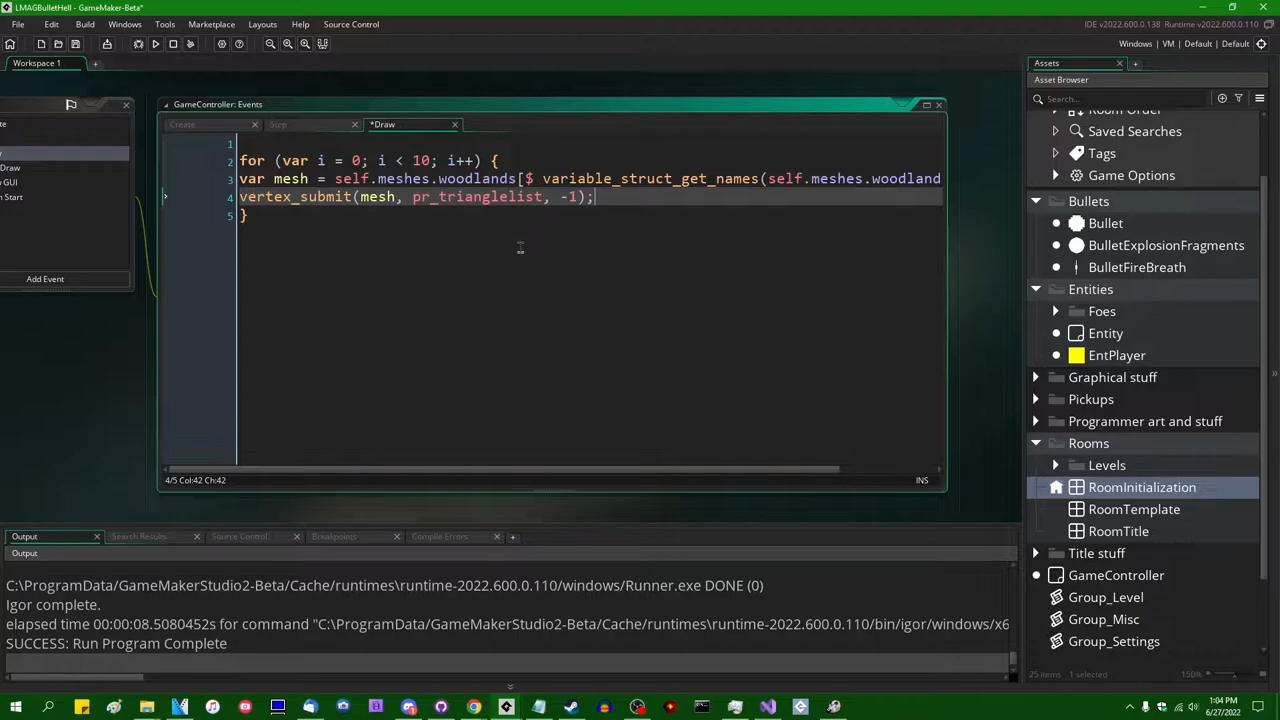 LMAGBulletHell - GameMaker-Beta*
File Edit Build Windows Tools Marketplace Layouts Help Source Control
IDE v2022.600.0.138 Runtime v2022.600.0.110
Windows | VM | Default | Default
Workspace 1
Assets
Asset Browser
Search...
GameController: Events
Create Step *Draw
Draw
GUI
n Start
Add Event
1
2 for (var i = 0; i < 10; i++) {
3 var mesh = self.meshes.woodlands[$ variable_struct_get_names(self.meshes.woodland
4 vertex_submit(mesh, pr_trianglelist, -1);
5 }
4/5 Col:42 Ch:42
INS
Room Order
Saved Searches
Tags
Game Options
Bullets
Bullet
BulletExplosionFragments
BulletFireBreath
Entities
Foes
Entity
EntPlayer
Graphical stuff
Pickups
Programmer art and stuff
Rooms
Levels
RoomInitialization
RoomTemplate
RoomTitle
Title stuff
GameController
Group_Level
Group_Misc
Group_Settings
25 items 1 selected
150%
Output Search Results Source Control Breakpoints Compile Errors
Output
C:\ProgramData/GameMakerStudio2-Beta/Cache/runtimes\runtime-2022.600.0.110/windows/Runner.exe DONE (0)
Igor complete.
elapsed time 00:00:08.5080452s for command "C:\ProgramData/GameMakerStudio2-Beta/Cache/runtimes\runtime-2022.600.0.110/bin/igor/windows/x6
SUCCESS: Run Program Complete
1:04 PM
6/27/2022